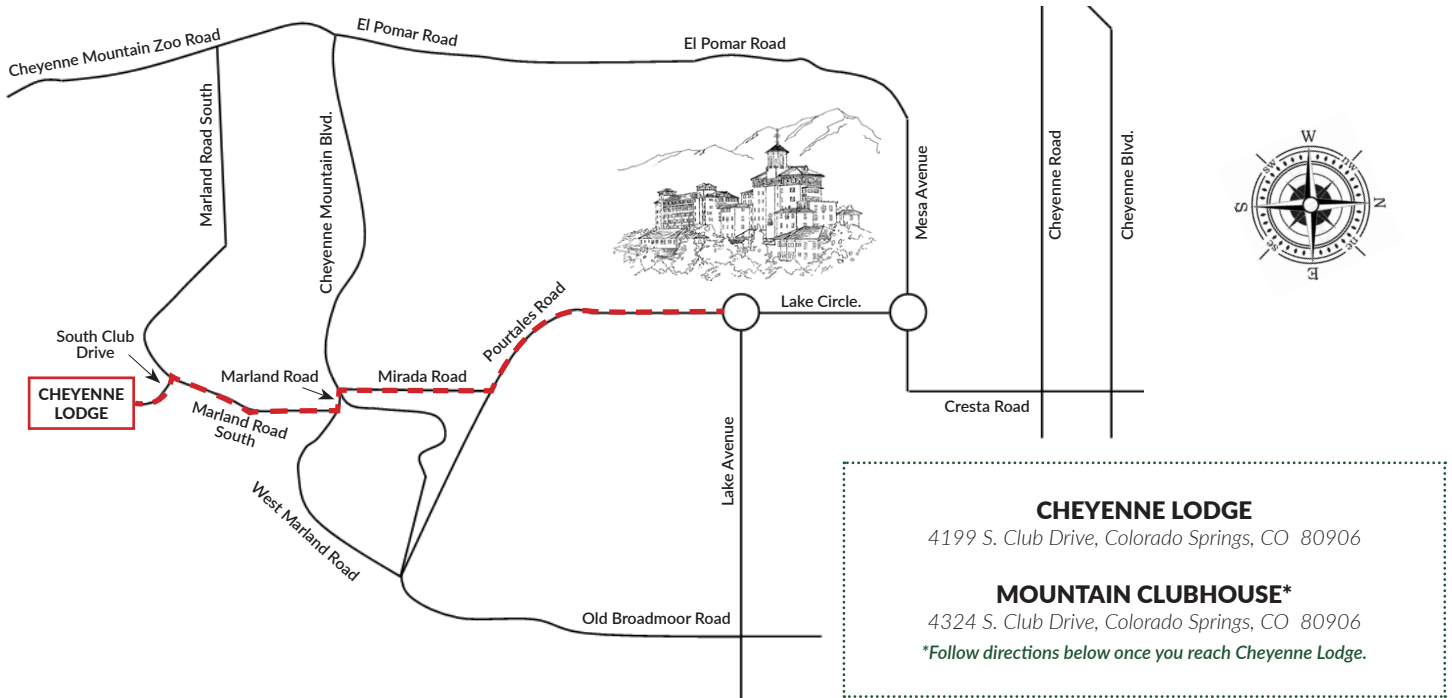 Cheyenne Mountain Zoo Road
El Pomar Road
El Pomar Road
Marland Road South
Cheyenne Mountain Blvd.
Mesa Avenue
Cheyenne Road
Cheyenne Blvd.
W
nw
N
ne
E
se
S
sw
Lake Circle.
Pourtales Road
South Club
Drive
Marland Road
Mirada Road
CHEYENNE
LODGE
Marland Road
South
Cresta Road
Lake Avenue
West Marland Road
Old Broadmoor Road
CHEYENNE LODGE
4199 S. Club Drive, Colorado Springs, CO 80906
MOUNTAIN CLUBHOUSE*
4324 S. Club Drive, Colorado Springs, CO 80906
*Follow directions below once you reach Cheyenne Lodge.